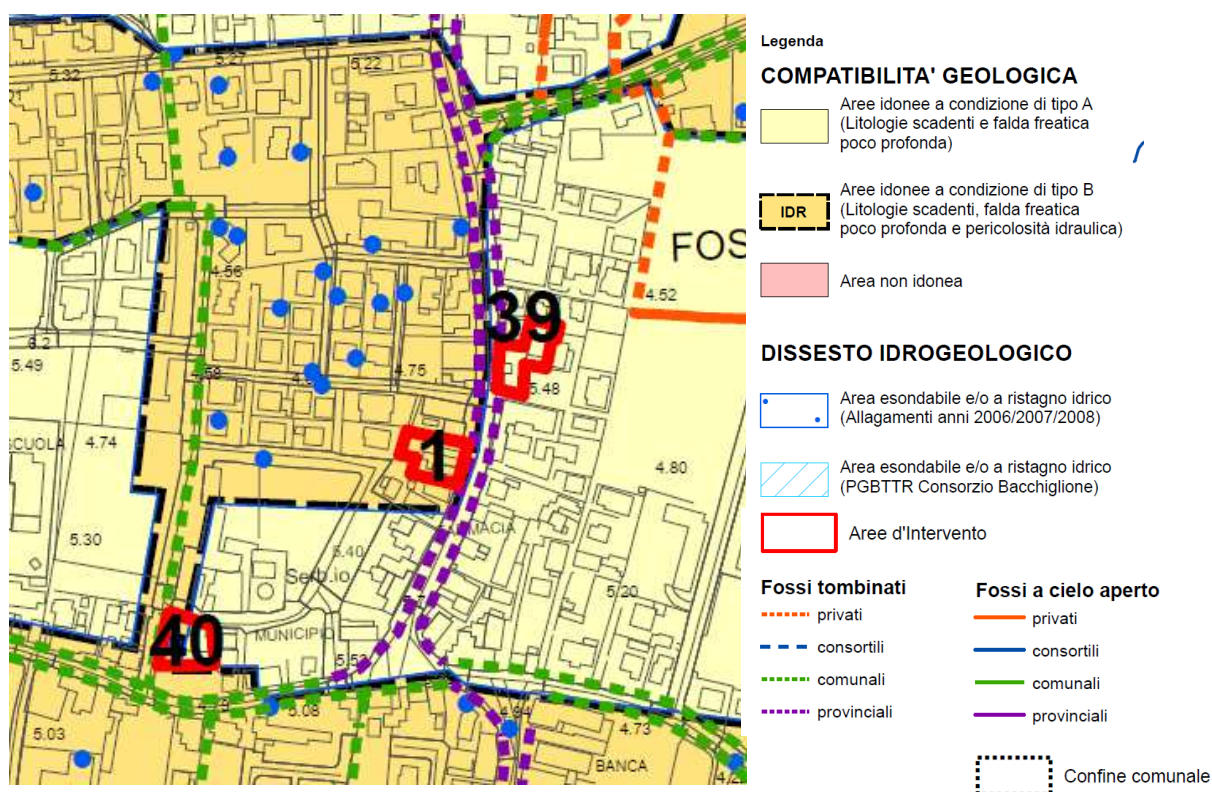 5.27
5.32
5.22
FOS
4.56
4.52
39
6.2
5.49
4.58
4.75
5.48
SCUOLA
4.74
1
4.80
5.30
5.40
Serb.io
5.20
40
MUNICIPIO
5.08
5.03
4.73
BANCA
Legenda
COMPATIBILITA' GEOLOGICA
Aree idonee a condizione di tipo A
(Litologie scadenti e falda freatica
poco profonda)
IDR
Aree idonee a condizione di tipo B
(Litologie scadenti, falda freatica
poco profonda e pericolosità idraulica)
Area non idonea
DISSESTO IDROGEOLOGICO
Area esondabile e/o a ristagno idrico
(Allagamenti anni 2006/2007/2008)
Area esondabile e/o a ristagno idrico
(PGBTTR Consorzio Bacchiglione)
Aree d'Intervento
Fossi tombinati
privati
consortili
comunali
provinciali
Fossi a cielo aperto
privati
consortili
comunali
provinciali
Confine comunale